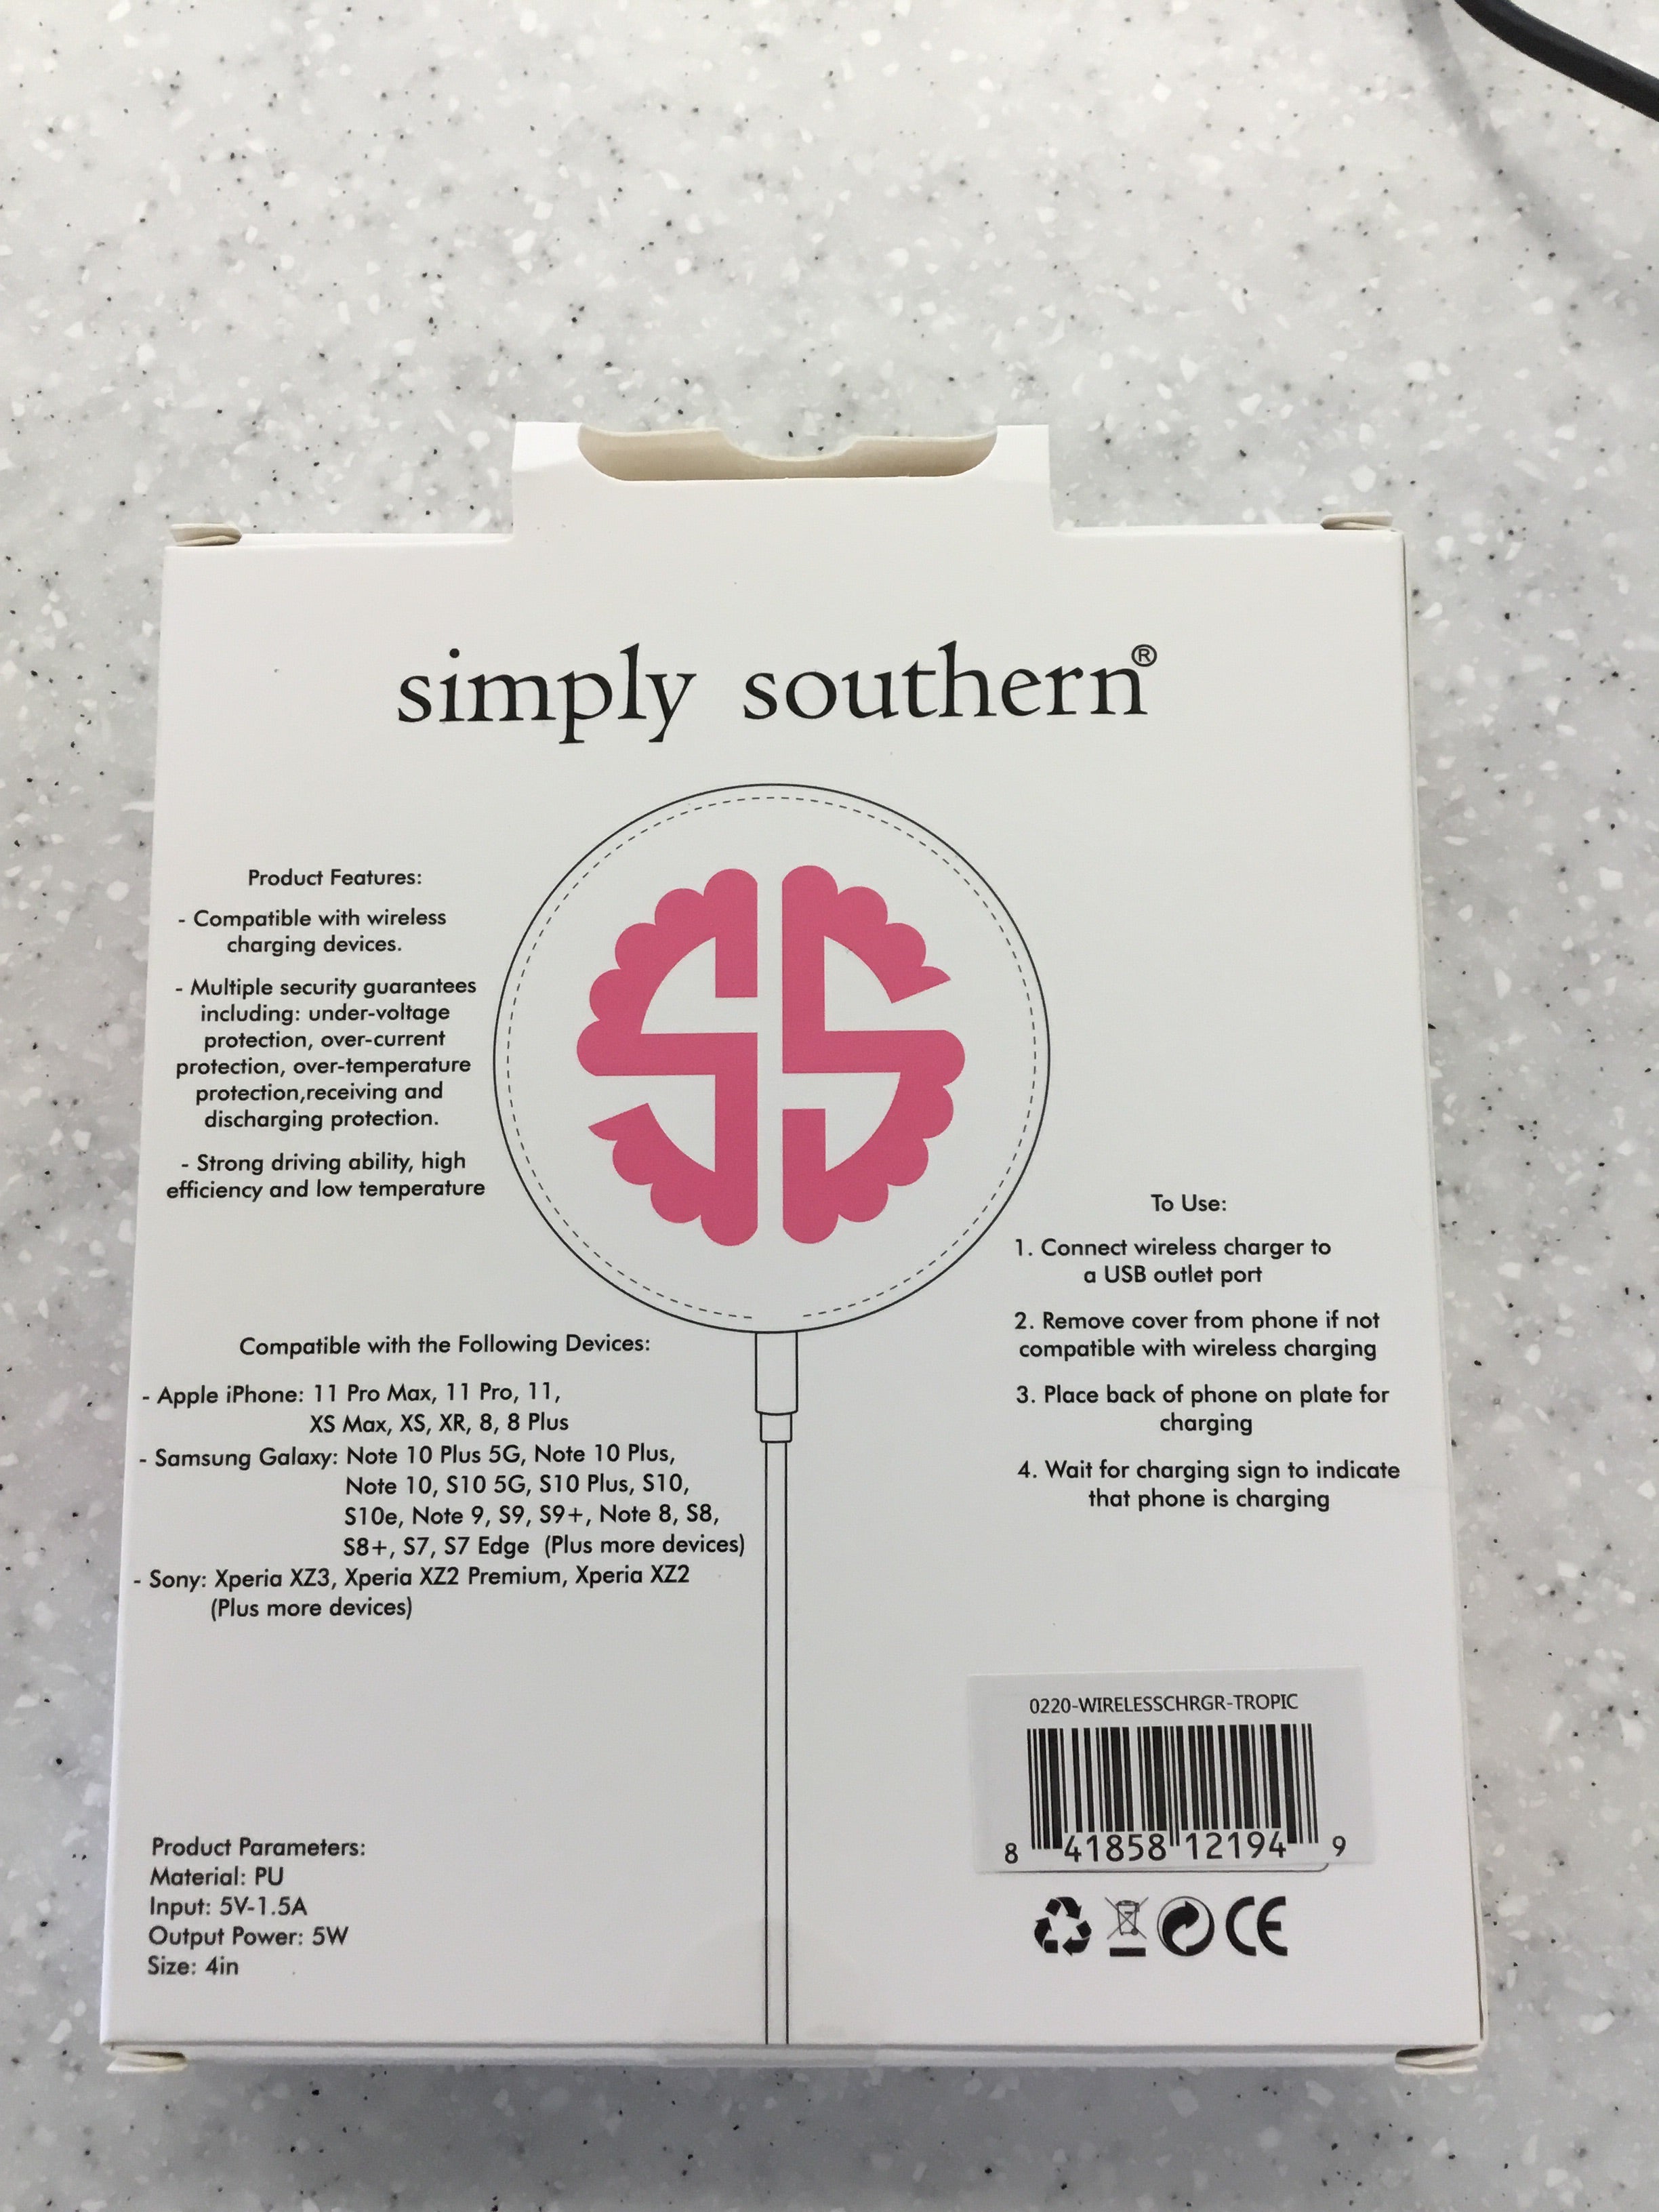 simply southern®
Product Features:
- Compatible with wireless
charging devices.
- Multiple security guarantees
including: under-voltage
protection, over-current
protection, over-temperature
protection,receiving and
discharging protection.
- Strong driving ability, high
efficiency and low temperature
SS
To Use:
1. Connect wireless charger to
a USB outlet port
2. Remove cover from phone if not
compatible with wireless charging
3. Place back of phone on plate for
charging
4. Wait for charging sign to indicate
that phone is charging
Compatible with the Following Devices:
- Apple iPhone: 11 Pro Max, 11 Pro, 11,
XS Max, XS, XR, 8, 8 Plus
- Samsung Galaxy: Note 10 Plus 5G, Note 10 Plus,
Note 10, S10 5G, S10 Plus, S10,
S10e, Note 9, S9, S9+, Note 8, S8,
S8+, S7, S7 Edge (Plus more devices)
- Sony: Xperia XZ3, Xperia XZ2 Premium, Xperia XZ2
(Plus more devices)
0220-WIRELESSCHRGR-TROPIC
8 41858 12194 9
CE
Product Parameters:
Material: PU
Input: 5V-1.5A
Output Power: 5W
Size: 4in